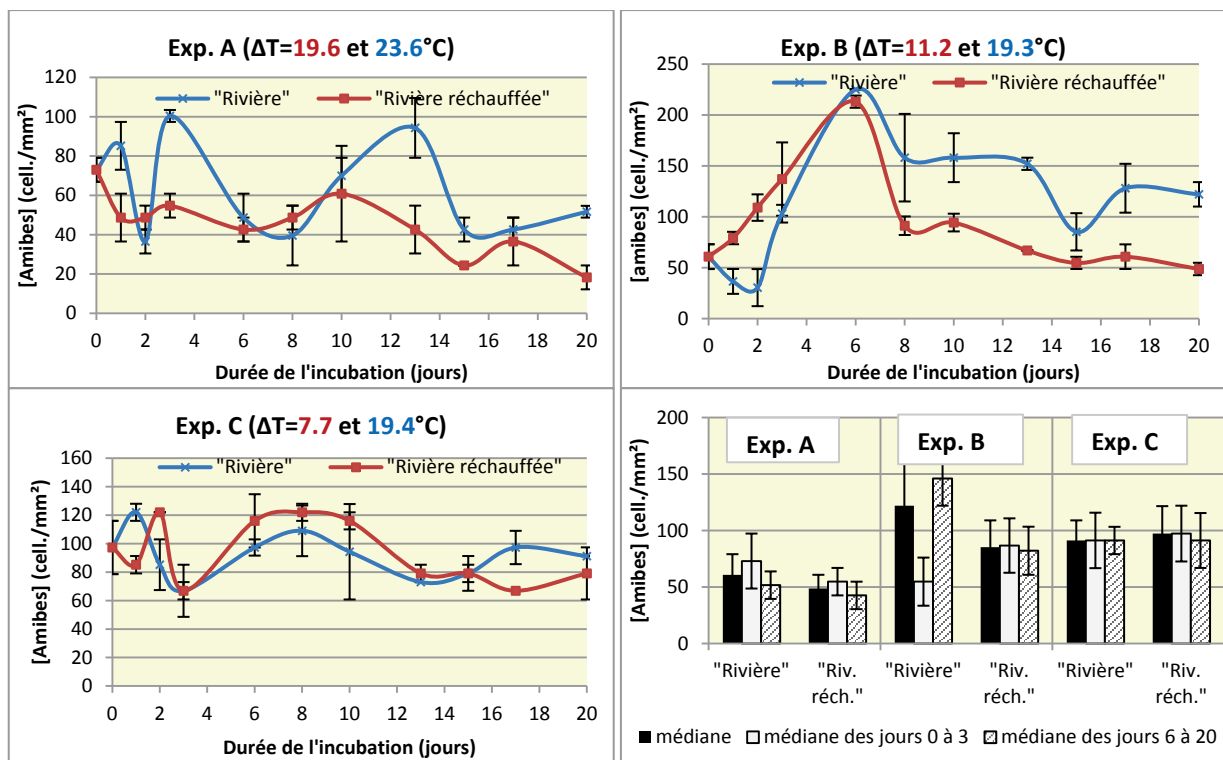 Exp. A (ΔT=19.6 et 23.6°C)
"Rivière" "Rivière réchauffée"
[Amibes] (cell./mm²)
120
100
80
60
40
20
0
0 2 4 6 8 10 12 14 16 18 20
Durée de l'incubation (jours)
Exp. B (ΔT=11.2 et 19.3°C)
"Rivière" "Rivière réchauffée"
[amibes] (cell./mm²)
250
200
150
100
50
0
0 2 4 6 8 10 12 14 16 18 20
Durée de l'incubation (jours)
Exp. C (ΔT=7.7 et 19.4°C)
"Rivière" "Rivière réchauffée"
[Amibes] (cell./mm²)
160
140
120
100
80
60
40
20
0
0 2 4 6 8 10 12 14 16 18 20
Durée de l'incubation (jours)
Exp. A Exp. B Exp. C
[Amibes] (cell./mm²)
200
150
100
50
0
"Rivière" "Riv. réch." "Rivière" "Riv. réch." "Rivière" "Riv. réch."
médiane médiane des jours 0 à 3 médiane des jours 6 à 20